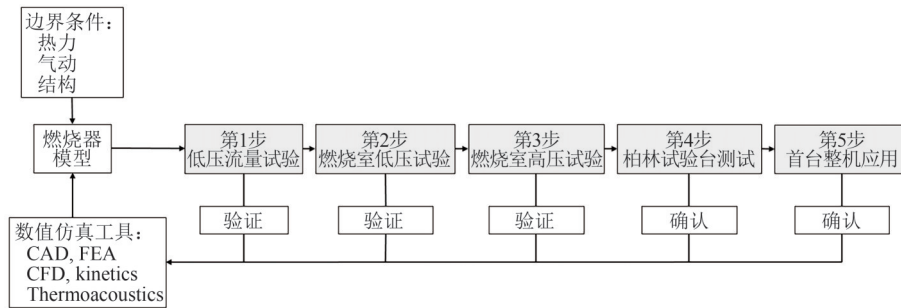 边界条件：
热力
气动
结构
燃烧器
模型
第1步
低压流量试验
第2步
燃烧室低压试验
第3步
燃烧室高压试验
第4步
柏林试验台测试
第5步
首台整机应用
验证
验证
验证
确认
确认
数值仿真工具：
CAD, FEA
CFD, kinetics
Thermoacoustics